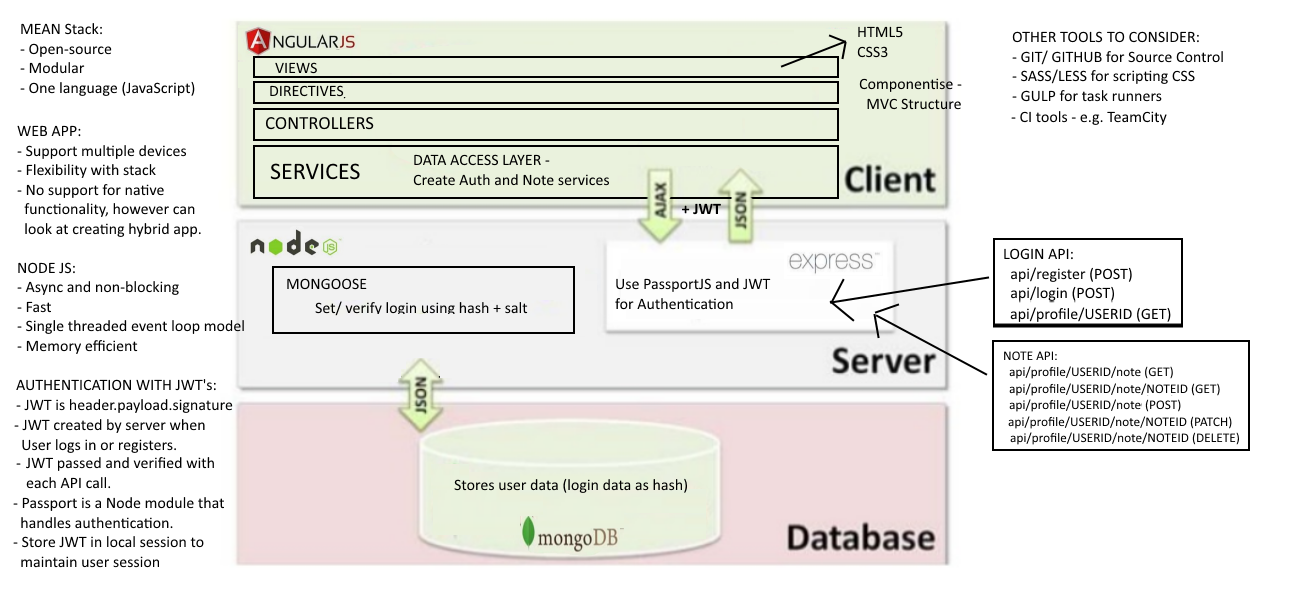 MEAN Stack:
- Open-source
- Modular
- One language (JavaScript)
WEB APP:
- Support multiple devices
- Flexibility with stack
- No support for native
functionality, however can
look at creating hybrid app.
NODE JS:
- Async and non-blocking
- Fast
- Single threaded event loop model
- Memory efficient
AUTHENTICATION WITH JWT's:
- JWT is header.payload.signature
- JWT created by server when
User logs in or registers.
- JWT passed and verified with
each API call.
- Passport is a Node module that
handles authentication.
- Store JWT in local session to
maintain user session
ANGULARJS
VIEWS
DIRECTIVES
CONTROLLERS
SERVICES
DATA ACCESS LAYER -
Create Auth and Note services
HTML5
CSS3
Componentise -
MVC Structure
Client
AJAX
+ JWT
JSON
node JS
MONGOOSE
Set/ verify login using hash + salt
express
Use PassportJS and JWT
for Authentication
Server
JSON
Stores user data (login data as hash)
mongoDB
Database
OTHER TOOLS TO CONSIDER:
- GIT/ GITHUB for Source Control
- SASS/LESS for scripting CSS
- GULP for task runners
- CI tools - e.g. TeamCity
LOGIN API:
api/register (POST)
api/login (POST)
api/profile/USERID (GET)
NOTE API:
api/profile/USERID/note (GET)
api/profile/USERID/note/NOTEID (GET)
api/profile/USERID/note (POST)
api/profile/USERID/note/NOTEID (PATCH)
api/profile/USERID/note/NOTEID (DELETE)